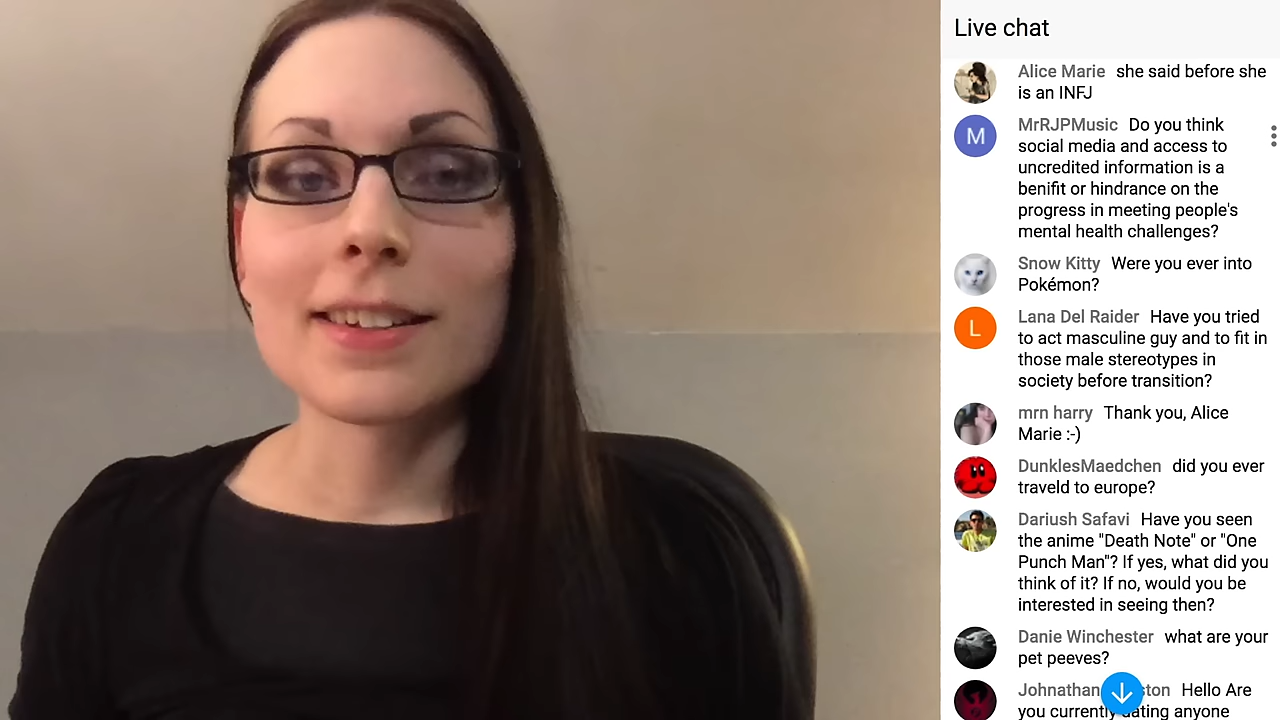 Live chat
Alice Marie she said before she
is an INFJ
M
MrRJPMusic Do you think
social media and access to
uncredited information is a
benifit or hindrance on the
progress in meeting people's
mental health challenges?
Snow Kitty Were you ever into
Pokémon?
L
Lana Del Raider Have you tried
to act masculine guy and to fit in
those male stereotypes in
society before transition?
mrn harry Thank you, Alice
Marie :-)
DunklesMaedchen did you ever
traveld to europe?
Dariush Safavi Have you seen
the anime "Death Note" or "One
Punch Man"? If yes, what did you
think of it? If no, would you be
interested in seeing then?
Danie Winchester what are your
pet peeves?
Johnathan Hello Are
you currently dating anyone